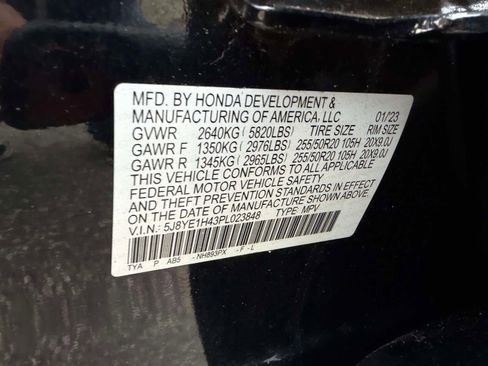 MFD. BY HONDA DEVELOPMENT &
MANUFACTURING OF AMERICA, LLC 01/23
GVWR 2640KG (5820LBS) TIRE SIZE RIM SIZE
GAWR F 1350KG (2976LBS) 255/50R20 105H 20X9.0J
GAWR R 1345KG (2965LBS) 255/50R20 105H 20X9.0J
THIS VEHICLE CONFORMS TO ALL APPLICABLE
FEDERAL MOTOR VEHICLE SAFETY
STANDARDS IN EFFECT ON THE DATE OF
MANUFACTURE SHOWN ABOVE.
V.I.N.: 5J8YE1H43PL023848 TYPE: MPV
TYA P AB5 -NH893PX -F-L